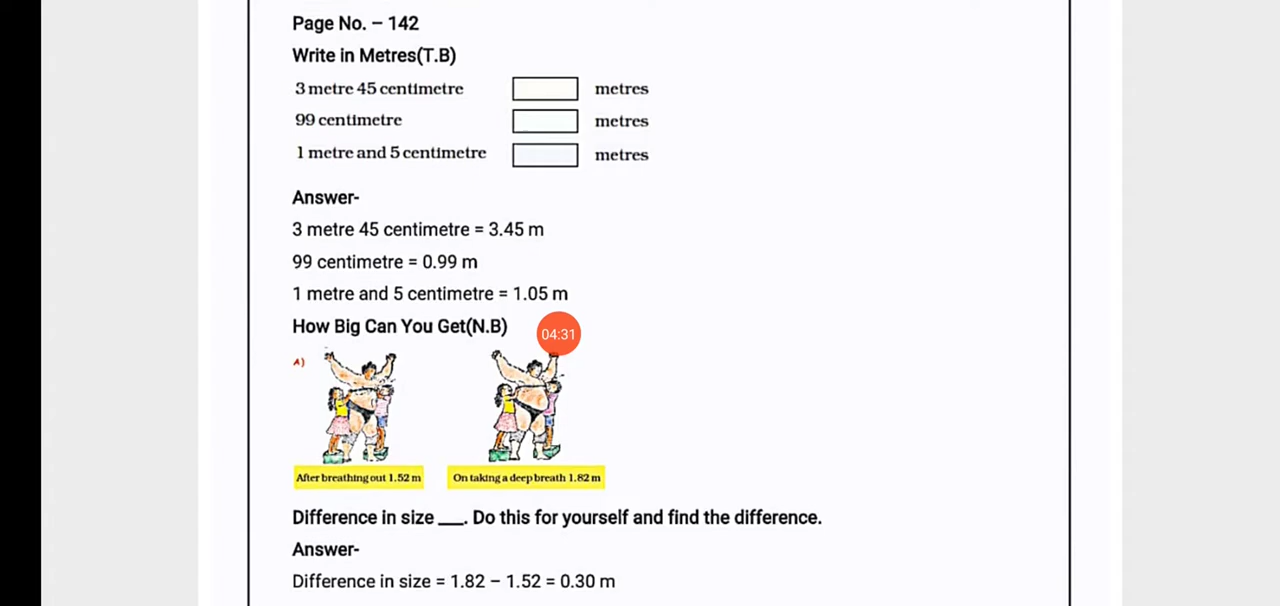 Page No. – 142
Write in Metres(T.B)
3 metre 45 centimetre metres
99 centimetre metres
1 metre and 5 centimetre metres
Answer-
3 metre 45 centimetre = 3.45 m
99 centimetre = 0.99 m
1 metre and 5 centimetre = 1.05 m
How Big Can You Get(N.B)
04:31
A)
After breathing out 1.52 m On taking a deep breath 1.82 m
Difference in size ___. Do this for yourself and find the difference.
Answer-
Difference in size = 1.82 – 1.52 = 0.30 m